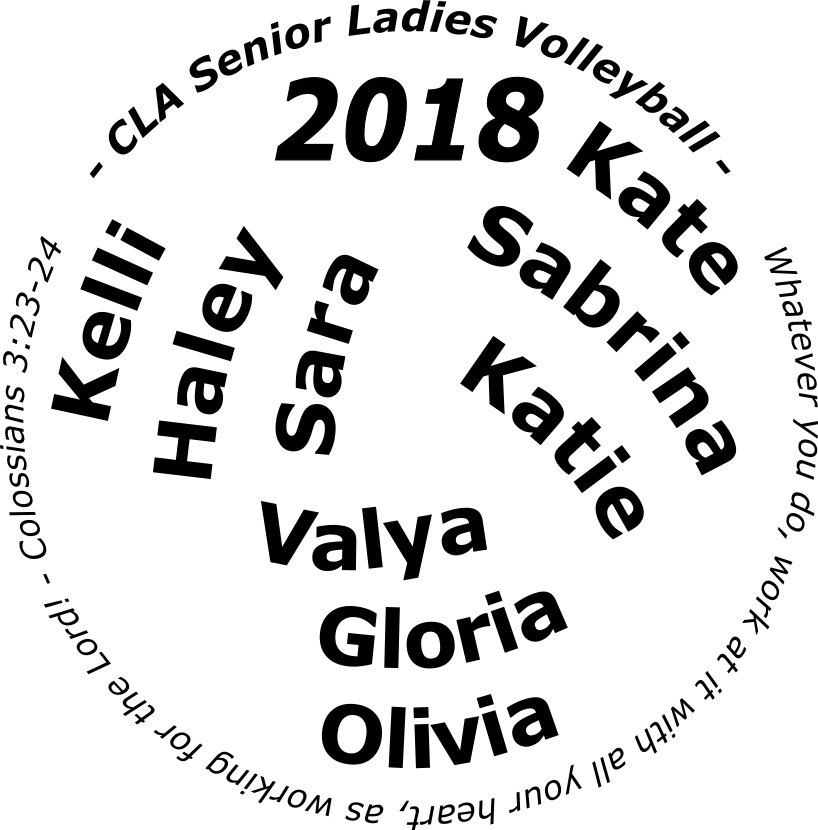 - CLA Senior Ladies Volleyball -
2018
Kate
Sabrina
Katie
Kelli
Haley
Sara
Valya
Gloria
Olivia
Whatever you do, work at it with all your heart, as working for the Lord! - Colossians 3:23-24